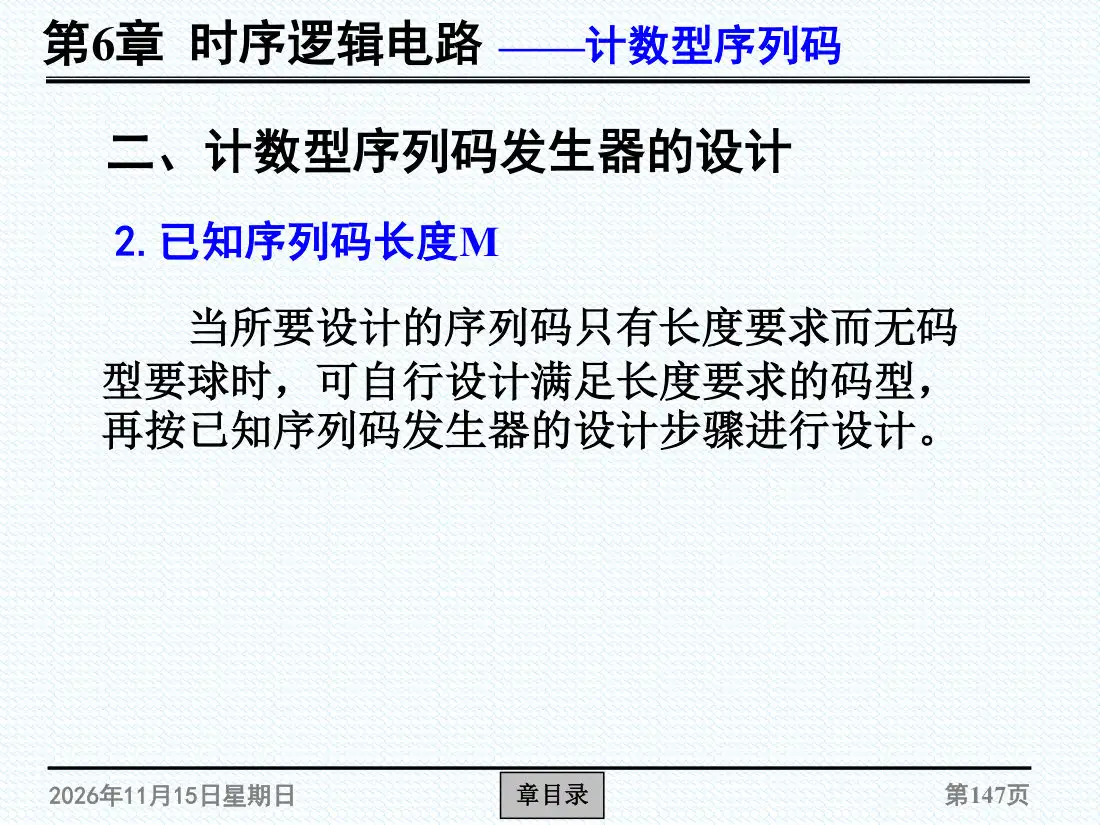 第6章 时序逻辑电路 ——计数型序列码
二、计数型序列码发生器的设计
2.已知序列码长度M
当所要设计的序列码只有长度要求而无码
型要球时，可自行设计满足长度要求的码型，
再按已知序列码发生器的设计步骤进行设计。
2026年11月15日星期日
章目录
第147页